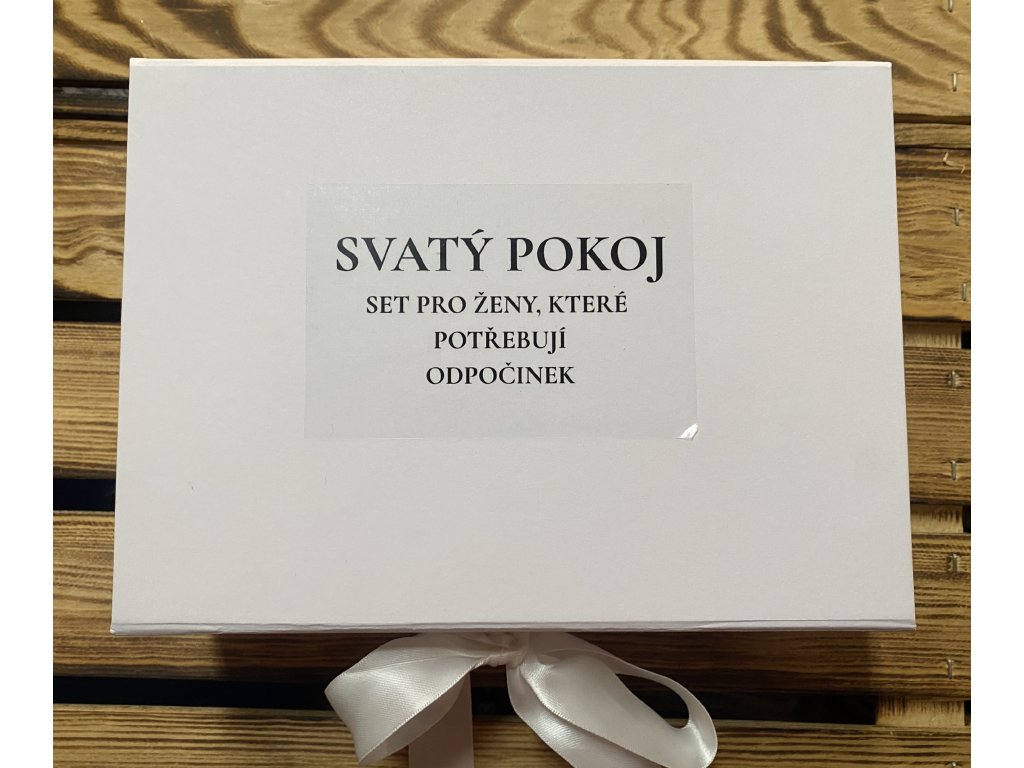 SVATÝ POKOJ
SET PRO ŽENY, KTERÉ
POTŘEBUJÍ
ODPOČINEK